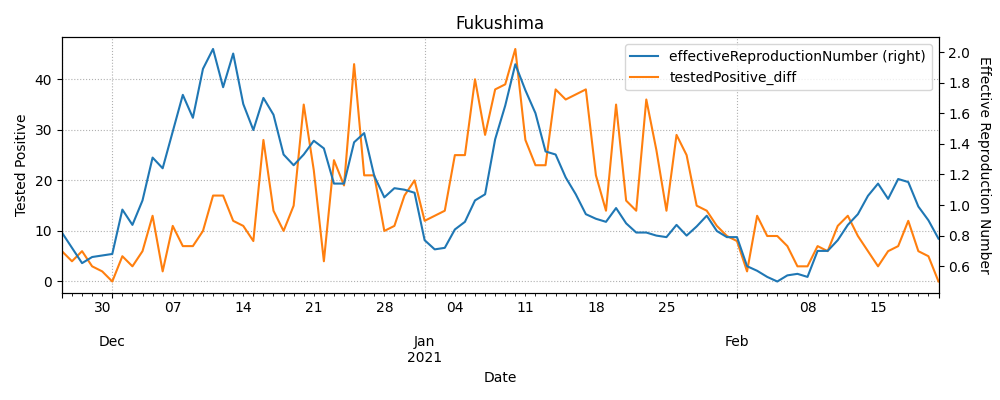 Fukushima
effectiveReproductionNumber (right)
testedPositive_diff
Tested Positive
40
30
20
10
0
2.0
1.8
1.6
1.4
1.2
1.0
0.8
0.6
Effective Reproduction Number
30 07 14 21 28 04 11 18 25 08 15
Dec Jan Feb
2021
Date